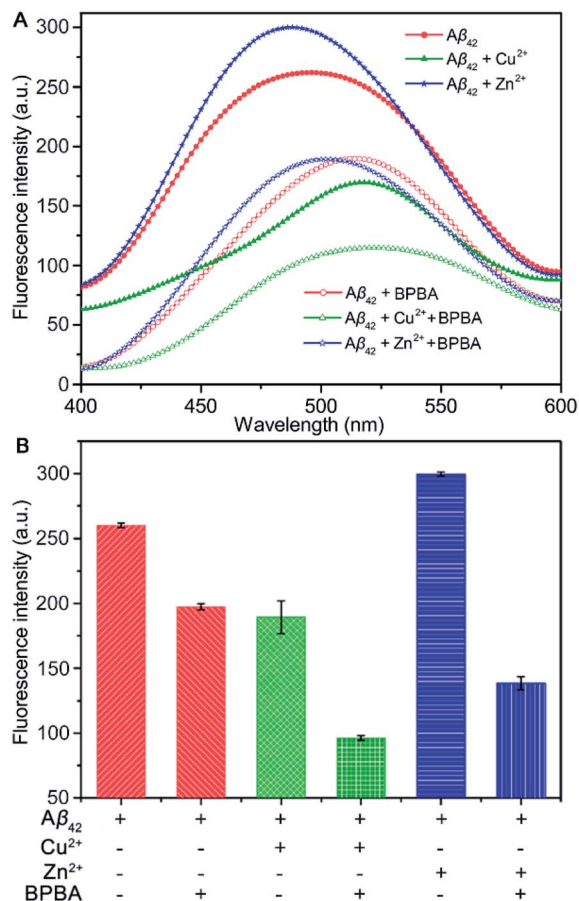 A
Fluorescence intensity (a.u.)
300
250
200
150
100
50
0
Aβ₄₂
Aβ₄₂ + Cu²⁺
Aβ₄₂ + Zn²⁺
Aβ₄₂ + BPBA
Aβ₄₂ + Cu²⁺+BPBA
Aβ₄₂ + Zn²⁺+BPBA
400 450 500 550 600
Wavelength (nm)
B
Fluorescence intensity (a.u.)
300
250
200
150
100
50
Aβ₄₂ + + + + + +
Cu²⁺ - - + + - -
Zn²⁺ - - - - + +
BPBA - + - + - +